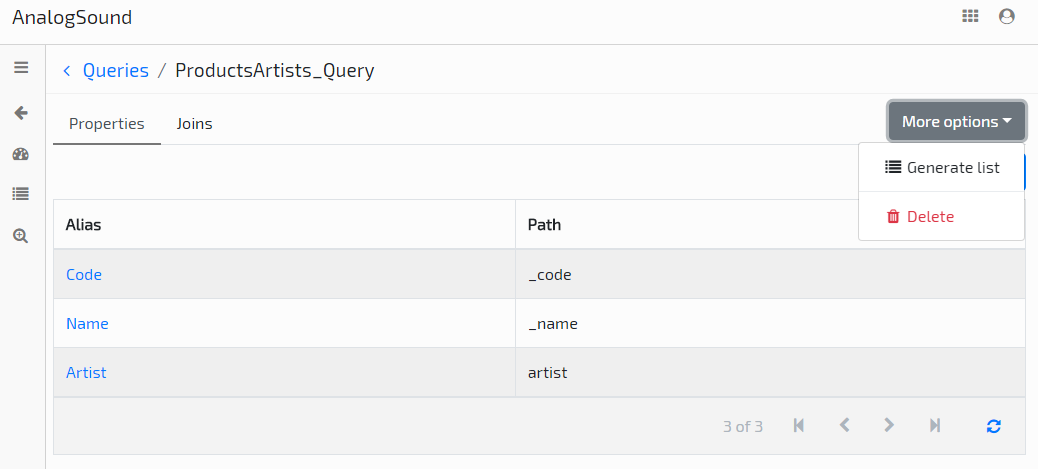 AnalogSound
Queries / ProductsArtists_Query
Properties Joins More options
Generate list
Delete
Alias Path
Code _code
Name _name
Artist artist
3 of 3